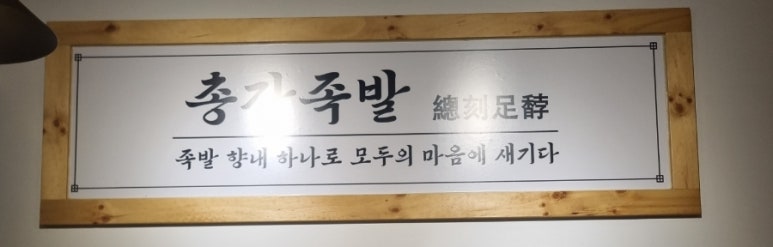 총각족발 總刻足馞
족발 향내 하나로 모두의 마음에 새기다